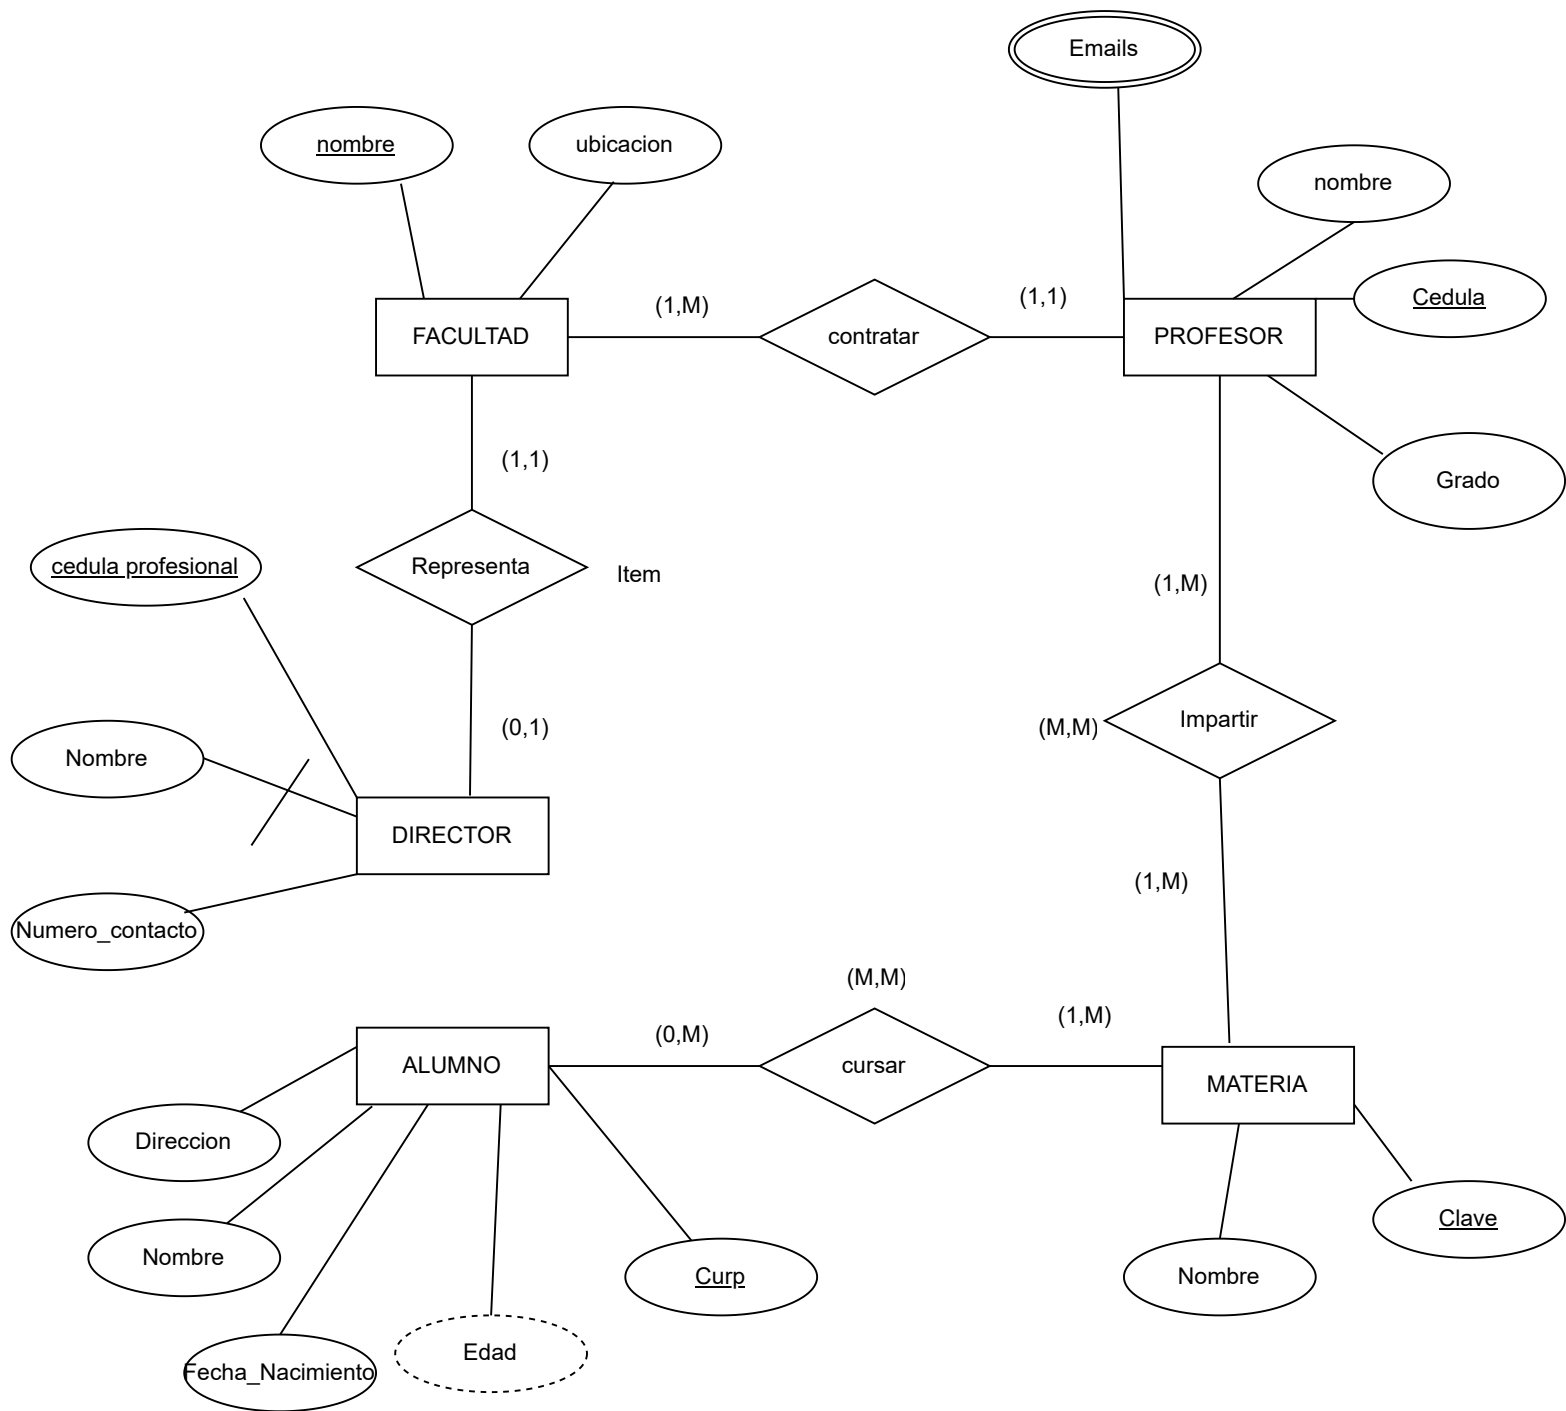 Emails
nombre
ubicacion
nombre
Cedula
(1,M)
(1,1)
FACULTAD
contratar
PROFESOR
(1,1)
Grado
cedula profesional
Representa
Item
(1,M)
Nombre
(0,1)
(M,M)
Impartir
DIRECTOR
(1,M)
Numero_contacto
(M,M)
(0,M)
(1,M)
ALUMNO
cursar
MATERIA
Direccion
Clave
Nombre
Curp
Nombre
Fecha_Nacimiento
Edad